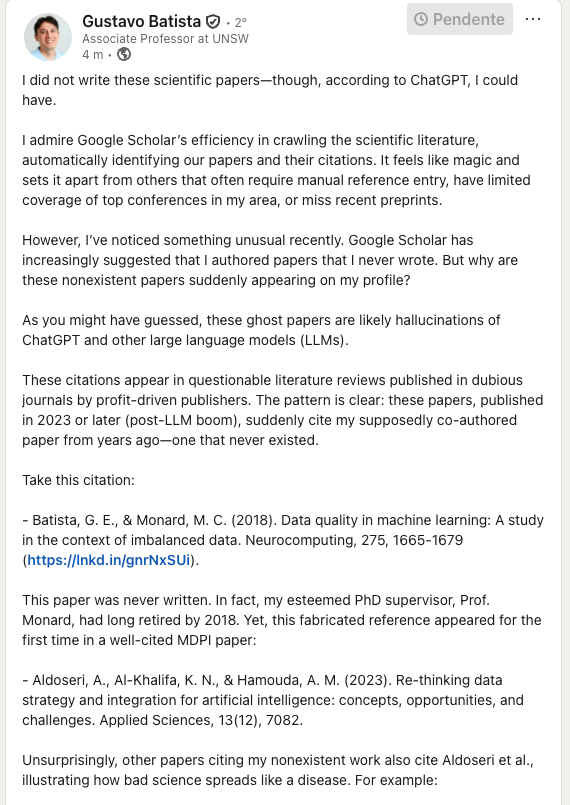 Gustavo Batista • 2º
Pendente
Associate Professor at UNSW
4 m •
I did not write these scientific papers—though, according to ChatGPT, I could
have.
I admire Google Scholar’s efficiency in crawling the scientific literature,
automatically identifying our papers and their citations. It feels like magic and
sets it apart from others that often require manual reference entry, have limited
coverage of top conferences in my area, or miss recent preprints.
However, I’ve noticed something unusual recently. Google Scholar has
increasingly suggested that I authored papers that I never wrote. But why are
these nonexistent papers suddenly appearing on my profile?
As you might have guessed, these ghost papers are likely hallucinations of
ChatGPT and other large language models (LLMs).
These citations appear in questionable literature reviews published in dubious
journals by profit-driven publishers. The pattern is clear: these papers, published
in 2023 or later (post-LLM boom), suddenly cite my supposedly co-authored
paper from years ago—one that never existed.
Take this citation:
- Batista, G. E., & Monard, M. C. (2018). Data quality in machine learning: A study
in the context of imbalanced data. Neurocomputing, 275, 1665-1679
(https://lnkd.in/gnrNxSUi).
This paper was never written. In fact, my esteemed PhD supervisor, Prof.
Monard, had long retired by 2018. Yet, this fabricated reference appeared for the
first time in a well-cited MDPI paper:
- Aldoseri, A., Al-Khalifa, K. N., & Hamouda, A. M. (2023). Re-thinking data
strategy and integration for artificial intelligence: concepts, opportunities, and
challenges. Applied Sciences, 13(12), 7082.
Unsurprisingly, other papers citing my nonexistent work also cite Aldoseri et al.,
illustrating how bad science spreads like a disease. For example: